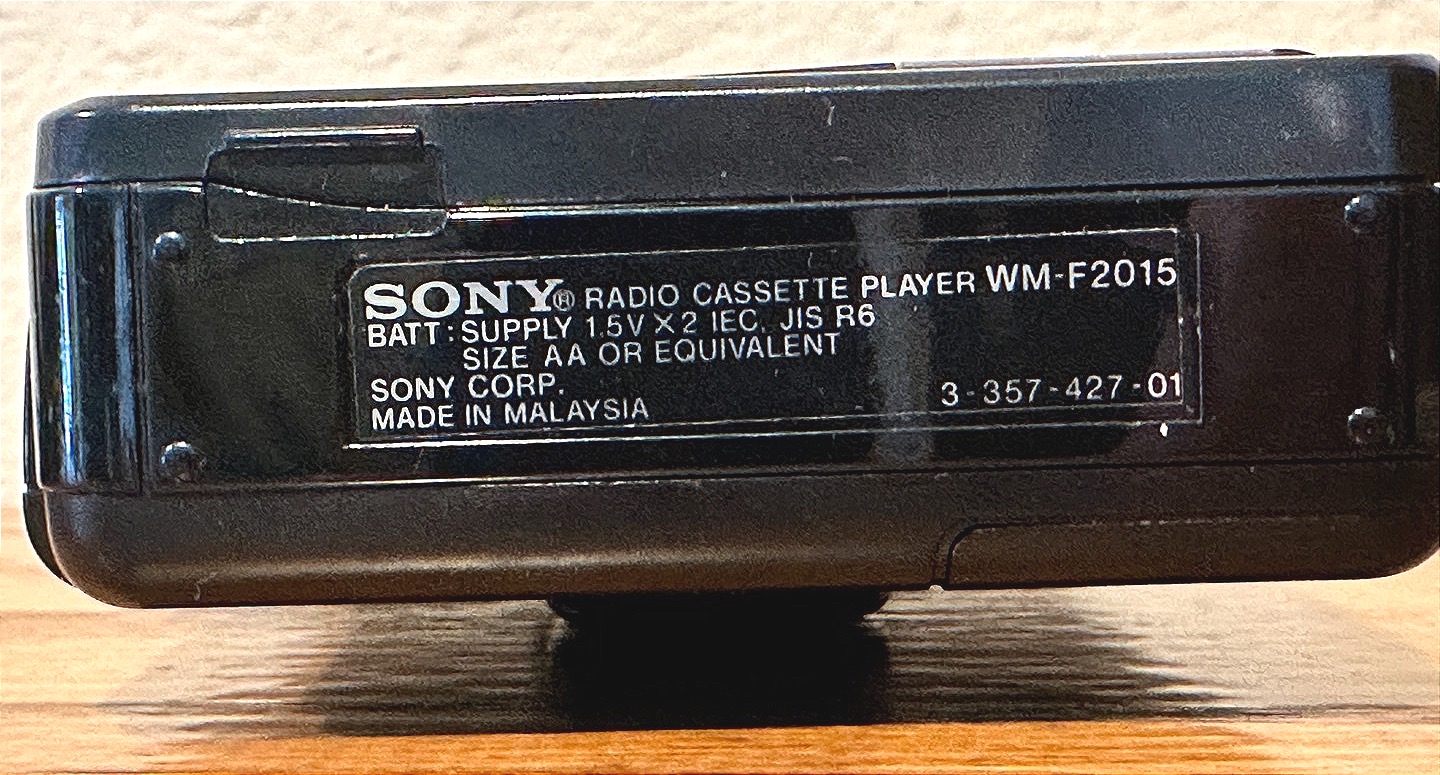 SONY® RADIO CASSETTE PLAYER WM-F2015
BATT: SUPPLY 1.5V X 2 IEC, JIS R6
SIZE AA OR EQUIVALENT
SONY CORP.
MADE IN MALAYSIA 3-357-427-01